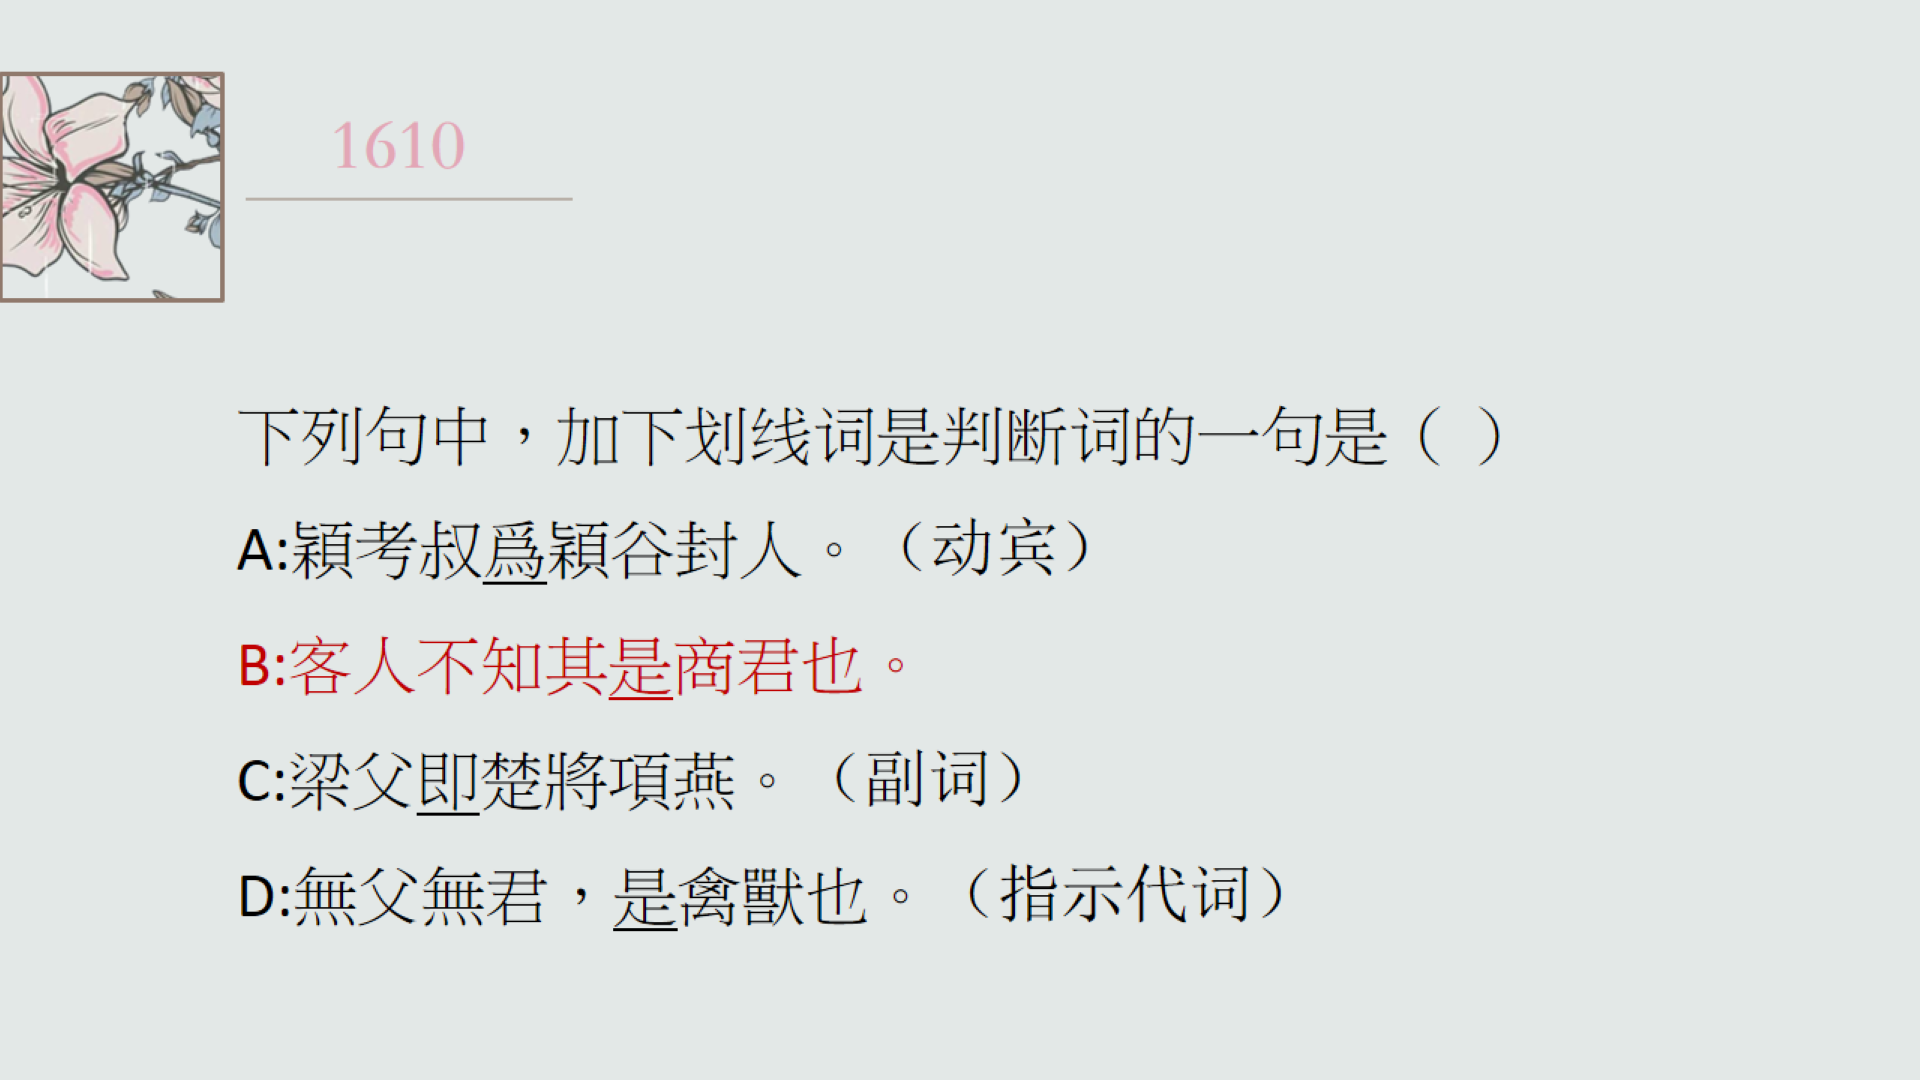 1610
下列句中，加下划线词是判断词的一句是（ ）
A:潁考叔爲潁谷封人。（动宾）
B:客人不知其是商君也。
C:梁父即楚將項燕。（副词）
D:無父無君，是禽獸也。（指示代词）